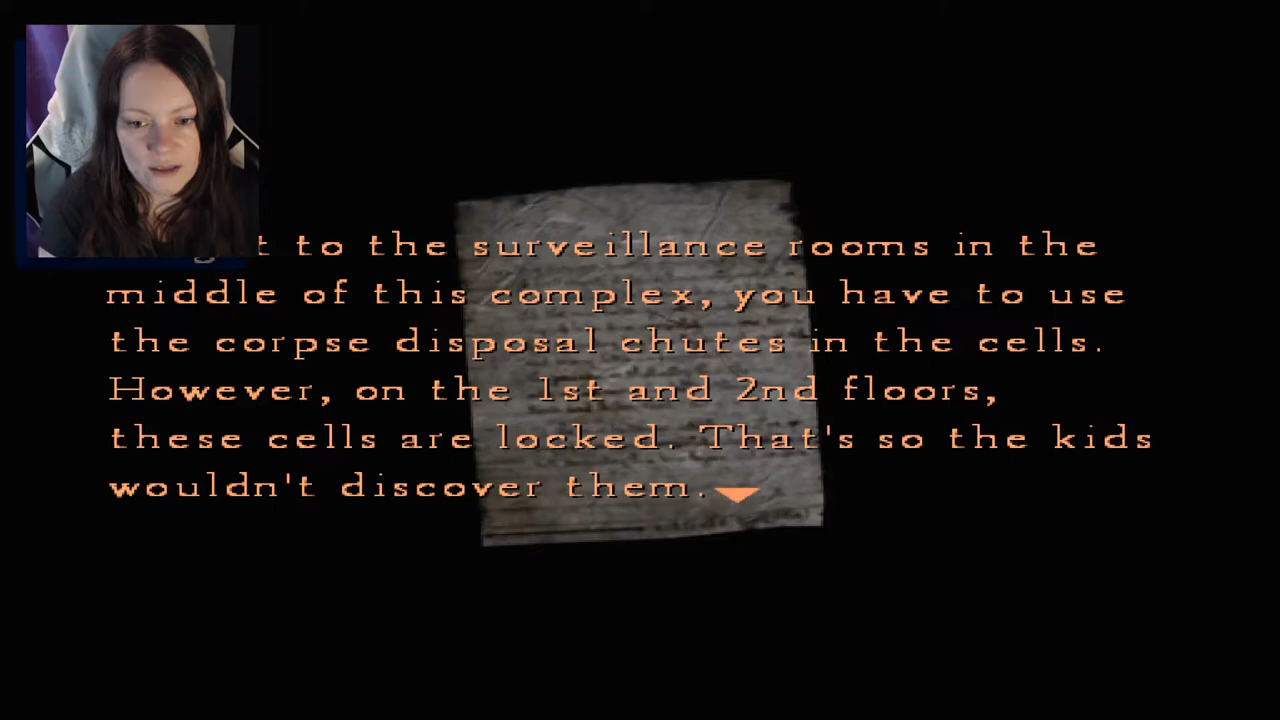 to the surveillance rooms in the
middle of this complex, you have to use
the corpse disposal chutes in the cells.
However, on the 1st and 2nd floors,
these cells are locked. That's so the kids
wouldn't discover them.